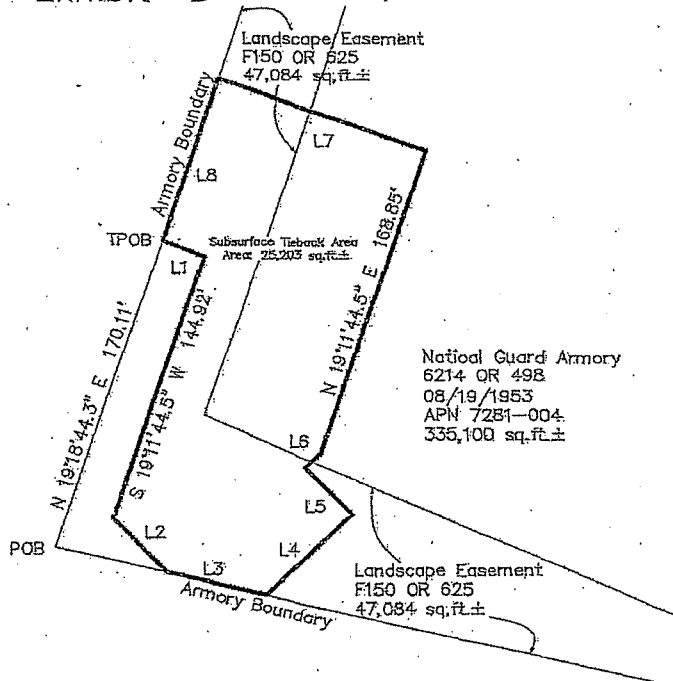 Landscape Easement
F150 OR 625
47,084 sq.ft.±
Armory Boundary
L7
L8
TPOB
L1
Subsurface Tieback Area
Area: 25,203 sq.ft.±
N 19°11'44.5" E 168.85'
N 19°18'44.3" E 170.11'
S 19°11'44.5" W 144.92'
Natioal Guard Armory
6214 OR 498
08/19/1953
APN 7281-004
335,100 sq.ft.±
L6
L5
L2
POB
L3
L4
Armory Boundary
Landscape Easement
F150 OR 625
47,084 sq.ft.±